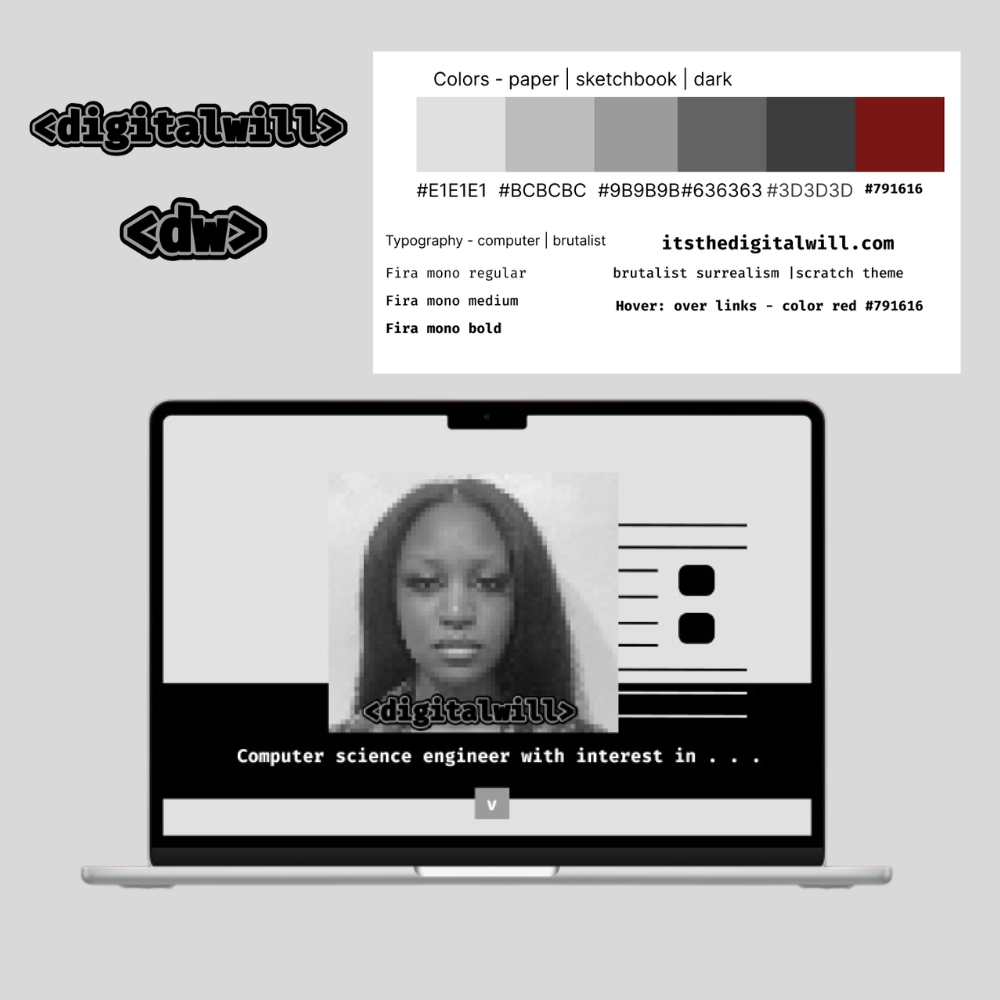 <digitalwill>
<dw>
Colors - paper | sketchbook | dark
#E1E1E1 #BCBCBC #9B9B9B #636363 #3D3D3D #791616
Typography - computer | brutalist
Fira mono regular
Fira mono medium
Fira mono bold
itsthedigitalwill.com
brutalist surrealism |scratch theme
Hover: over links - color red #791616
<digitalwill>
Computer science engineer with interest in . . .
v